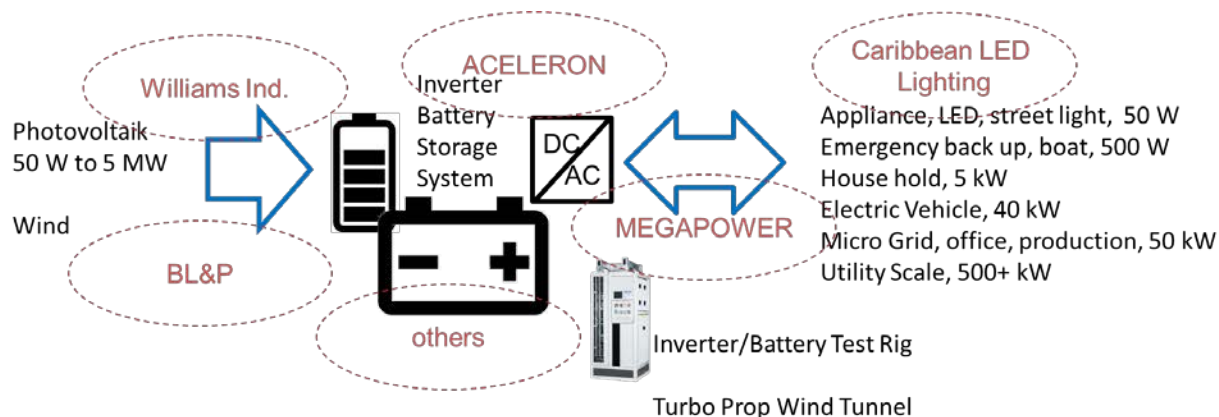 Williams Ind.
Photovoltaik
50 W to 5 MW
Wind
BL&P
ACELERON
Inverter
Battery
Storage
System
DC
AC
others
MEGAPOWER
Inverter/Battery Test Rig
Turbo Prop Wind Tunnel
Caribbean LED
Lighting
Appliance, LED, street light, 50 W
Emergency back up, boat, 500 W
House hold, 5 kW
Electric Vehicle, 40 kW
Micro Grid, office, production, 50 kW
Utility Scale, 500+ kW